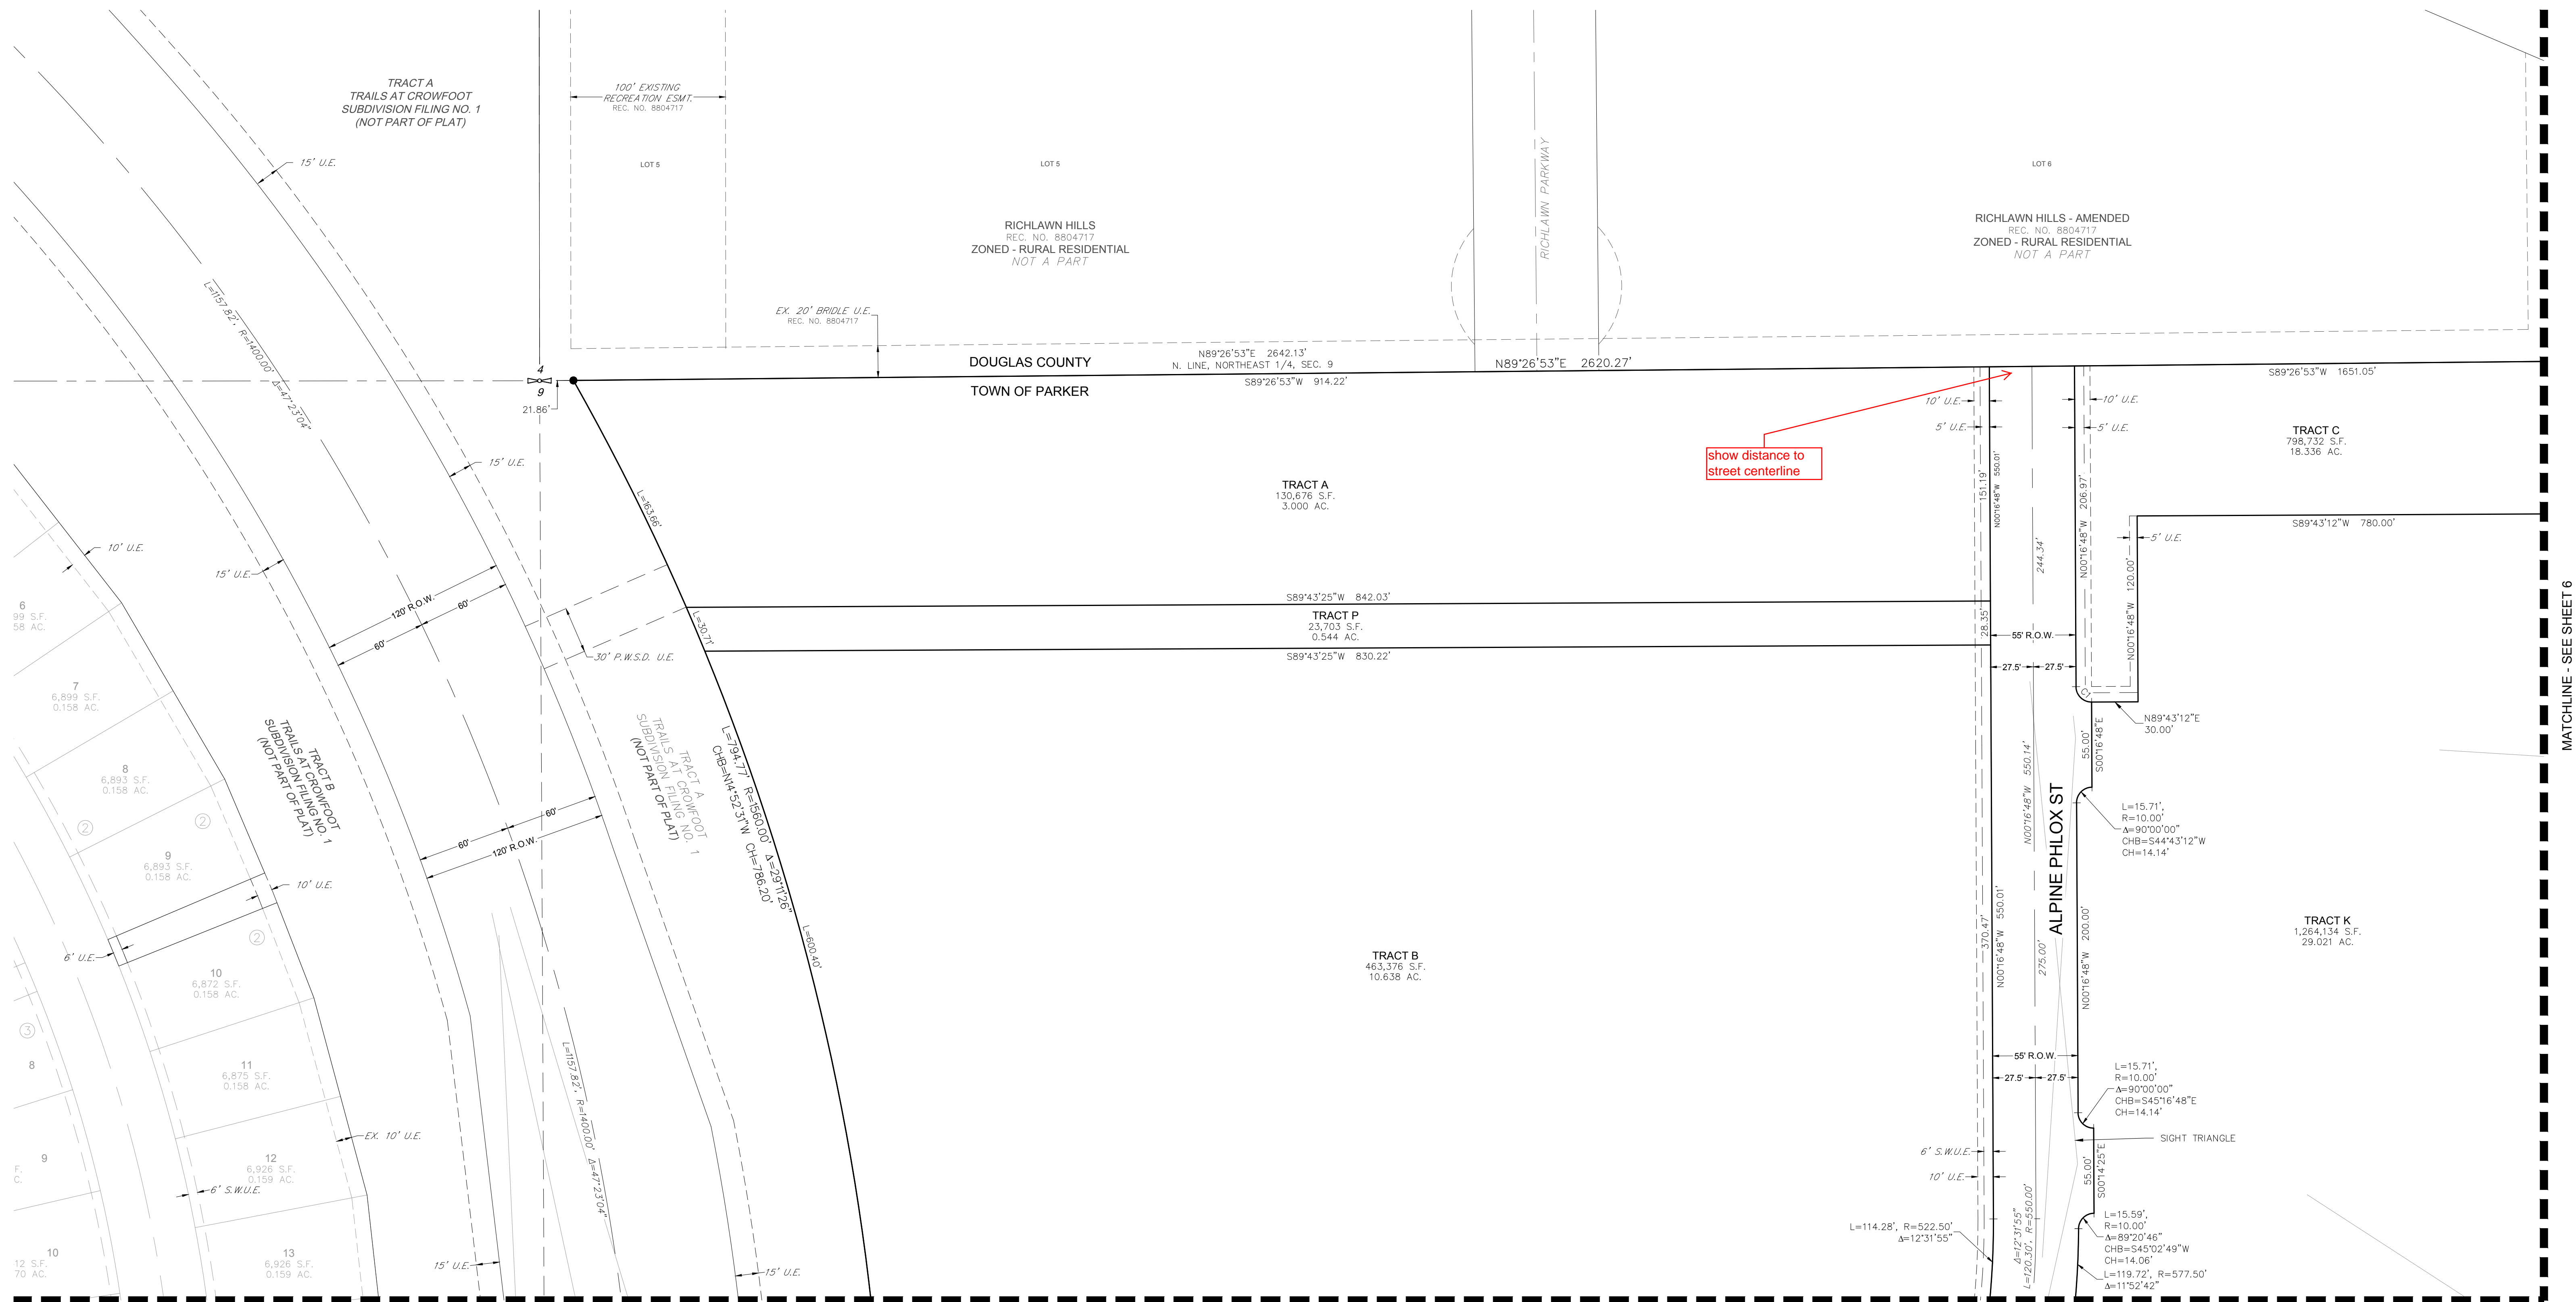 TRACT A
TRAILS AT CROWFOOT
SUBDIVISION FILING NO. 1
(NOT PART OF PLAT)
15' U.E.
100' EXISTING
RECREATION ESMT.
REC. NO. 8804717
LOT 5
LOT 5
RICHLAWN PARKWAY
LOT 6
RICHLAWN HILLS
REC. NO. 8804717
ZONED - RURAL RESIDENTIAL
NOT A PART
RICHLAWN HILLS - AMENDED
REC. NO. 8804717
ZONED - RURAL RESIDENTIAL
NOT A PART
L=1157.82', R=1400.00' Δ=47°23'04"
EX. 20' BRIDLE U.E.
REC. NO. 8804717
4
9
21.86'
DOUGLAS COUNTY
TOWN OF PARKER
N89°26'53"E 2642.13'
N. LINE, NORTHEAST 1/4, SEC. 9
S89°26'53"W 914.22'
N89°26'53"E 2620.27'
S89°26'53"W 1651.05'
show distance to
street centerline
10' U.E.
5' U.E.
10' U.E.
5' U.E.
TRACT C
798,732 S.F.
18.336 AC.
15' U.E.
L=163.66'
TRACT A
130,676 S.F.
3.000 AC.
151.19'
N00°16'48"W 550.01'
244.34'
N00°16'48"W 206.97'
S89°43'12"W 780.00'
5' U.E.
N00°16'48"W 120.00'
10' U.E.
15' U.E.
120' R.O.W.
60'
60'
S89°43'25"W 842.03'
TRACT P
23,703 S.F.
0.544 AC.
S89°43'25"W 830.22'
L=30.71'
30' P.W.S.D. U.E.
28.35'
55' R.O.W.
27.5'
27.5'
C1
N89°43'12"E
30.00'
55.00'
S00°16'48"E
MATCHLINE - SEE SHEET 6
6
99 S.F.
58 AC.
7
6,899 S.F.
0.158 AC.
8
6,893 S.F.
0.158 AC.
9
6,893 S.F.
0.158 AC.
2
2
2
TRACT B
TRAILS AT CROWFOOT
SUBDIVISION FILING NO. 1
(NOT PART OF PLAT)
TRACT A
TRAILS AT CROWFOOT
SUBDIVISION FILING NO. 1
(NOT PART OF PLAT)
L=794.77' R=1560.00' Δ=29°11'26"
CHB=N14°52'31"W CH=786.20'
60'
60'
120' R.O.W.
L=600.40'
N00°16'48"W 550.14'
ALPINE PHLOX ST
L=15.71',
R=10.00'
Δ=90°00'00"
CHB=S44°43'12"W
CH=14.14'
10' U.E.
6' U.E.
10
6,872 S.F.
0.158 AC.
TRACT B
463,376 S.F.
10.638 AC.
370.47'
N00°16'48"W 550.01'
275.00'
N00°16'48"W 200.00'
TRACT K
1,264,134 S.F.
29.021 AC.
3
8
11
6,875 S.F.
0.158 AC.
L=1157.82', R=1400.00' Δ=47°23'04"
55' R.O.W.
27.5'
27.5'
L=15.71',
R=10.00'
Δ=90°00'00"
CHB=S45°16'48"E
CH=14.14'
SIGHT TRIANGLE
EX. 10' U.E.
9
F.
C.
12
6,926 S.F.
0.159 AC.
6' S.W.U.E.
6' S.W.U.E.
10' U.E.
55.00'
S00°14'25"E
L=114.28', R=522.50'
Δ=12°31'55"
Δ=12°31'55"
L=120.30', R=550.00'
L=15.59',
R=10.00'
Δ=89°20'46"
CHB=S45°02'49"W
CH=14.06'
L=119.72', R=577.50'
Δ=11°52'42"
10
12 S.F.
70 AC.
13
6,926 S.F.
0.159 AC.
15' U.E.
15' U.E.